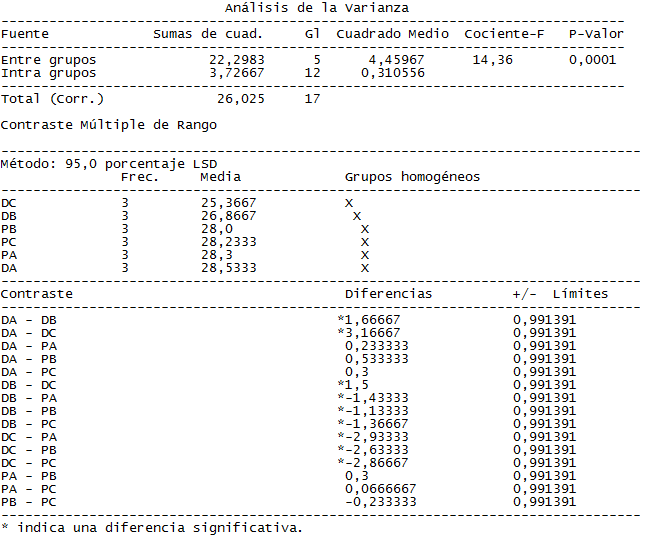 Análisis de la Varianza
Fuente Sumas de cuad. Gl Cuadrado Medio Cociente-F P-Valor
Entre grupos 22,2983 5 4,45967 14,36 0,0001
Intra grupos 3,72667 12 0,310556
Total (Corr.) 26,025 17
Contraste Múltiple de Rango
Método: 95,0 porcentaje LSD
Frec. Media Grupos homogéneos
DC 3 25,3667 X
DB 3 26,8667 X
PB 3 28,0 X
PC 3 28,2333 X
PA 3 28,3 X
DA 3 28,5333 X
Contraste Diferencias +/- Límites
DA - DB *1,66667 0,991391
DA - DC *3,16667 0,991391
DA - PA 0,233333 0,991391
DA - PB 0,533333 0,991391
DA - PC 0,3 0,991391
DB - DC *1,5 0,991391
DB - PA *-1,43333 0,991391
DB - PB *-1,13333 0,991391
DB - PC *-1,36667 0,991391
DC - PA *-2,93333 0,991391
DC - PB *-2,63333 0,991391
DC - PC *-2,86667 0,991391
PA - PB 0,3 0,991391
PA - PC 0,0666667 0,991391
PB - PC -0,233333 0,991391
* indica una diferencia significativa.